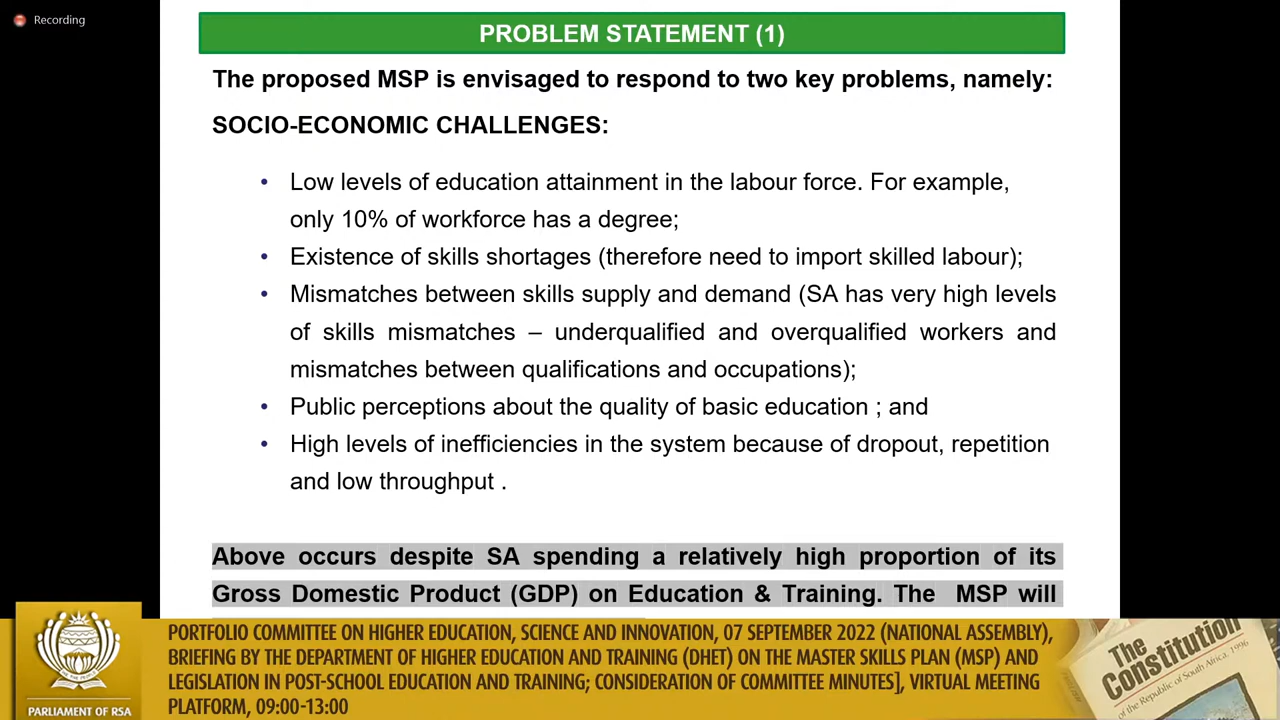 Recording
PROBLEM STATEMENT (1)
The proposed MSP is envisaged to respond to two key problems, namely:
SOCIO-ECONOMIC CHALLENGES:
• Low levels of education attainment in the labour force. For example,
only 10% of workforce has a degree;
• Existence of skills shortages (therefore need to import skilled labour);
• Mismatches between skills supply and demand (SA has very high levels
of skills mismatches – underqualified and overqualified workers and
mismatches between qualifications and occupations);
• Public perceptions about the quality of basic education ; and
• High levels of inefficiencies in the system because of dropout, repetition
and low throughput .
Above occurs despite SA spending a relatively high proportion of its
Gross Domestic Product (GDP) on Education & Training. The MSP will
PORTFOLIO COMMITTEE ON HIGHER EDUCATION, SCIENCE AND INNOVATION, 07 SEPTEMBER 2022 (NATIONAL ASSEMBLY),
BRIEFING BY THE DEPARTMENT OF HIGHER EDUCATION AND TRAINING (DHET) ON THE MASTER SKILLS PLAN (MSP) AND
LEGISLATION IN POST-SCHOOL EDUCATION AND TRAINING; CONSIDERATION OF COMMITTEE MINUTES], VIRTUAL MEETING
PLATFORM, 09:00-13:00
PARLIAMENT OF RSA
The
Constitution
of the Republic of South Africa, 1996